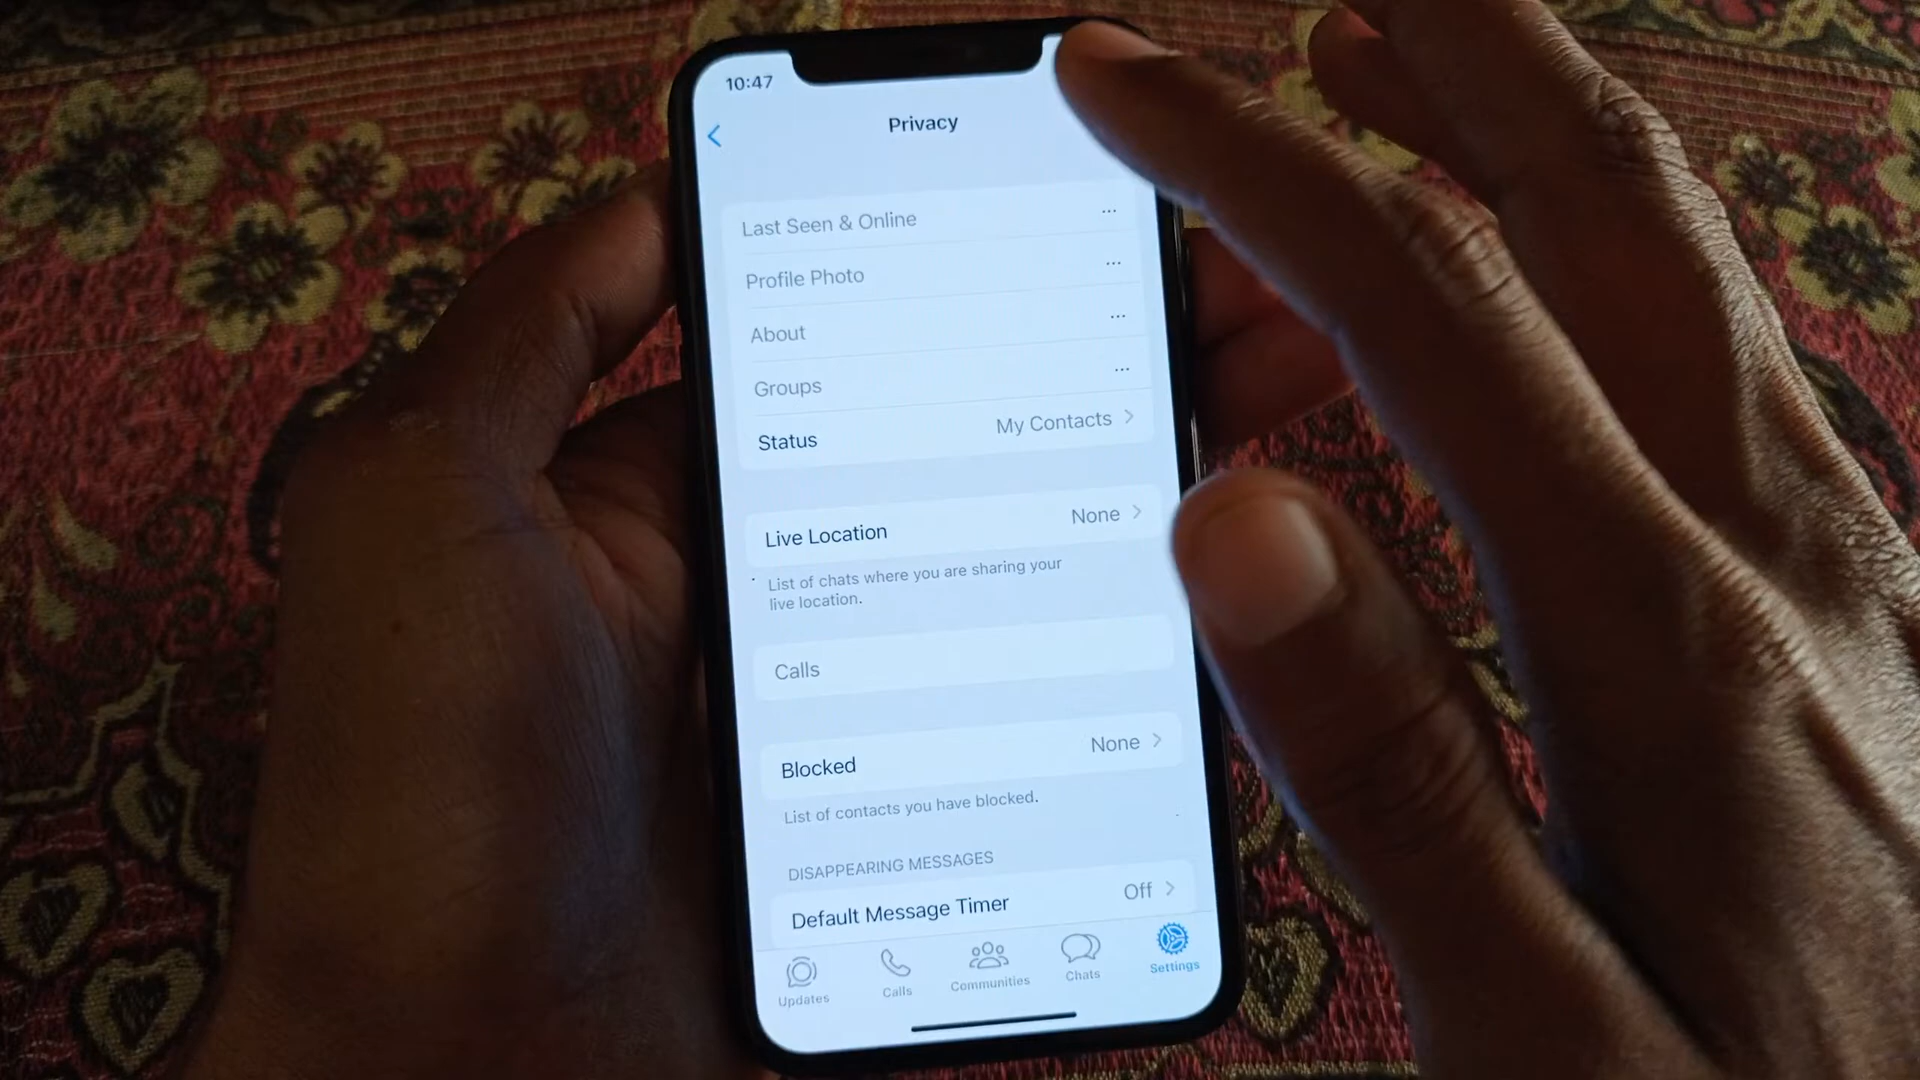 10:47
Privacy
Last Seen & Online ...
Profile Photo ...
About ...
Groups ...
Status My Contacts
Live Location None
List of chats where you are sharing your
live location.
Calls
Blocked None
List of contacts you have blocked.
DISAPPEARING MESSAGES
Default Message Timer Off
Updates Calls Communities Chats Settings